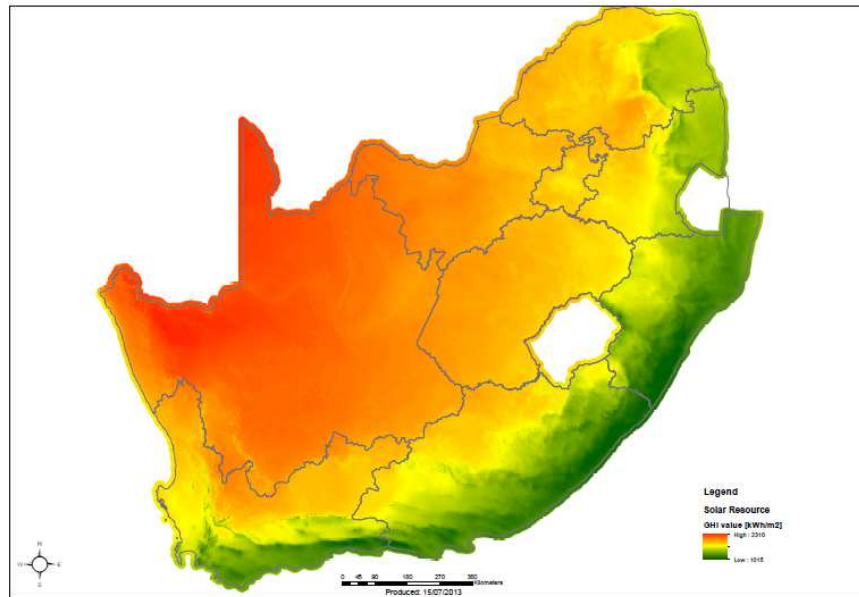 Legend
Solar Resource
GHI value [kWh/m2]
High : 2310
Low : 1015
N
W
E
S
0 45 90 180 270 360
Kilometers
Produced: 15/07/2013